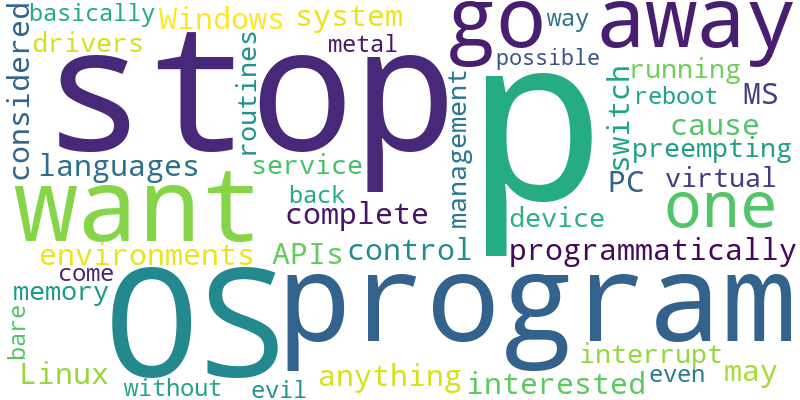 considered
basically
Windows
system
go
way
away
drivers
stop
routines
metal
possible
running
switch
reboot
MS
p
management
cause
preempting
languages
service
PC
virtual
want
back
complete
device
one
environments
APIs
control
programmatically
come
OS
program
memory
bare
Linux
without
evil
anything
interrupt
interested
even
may